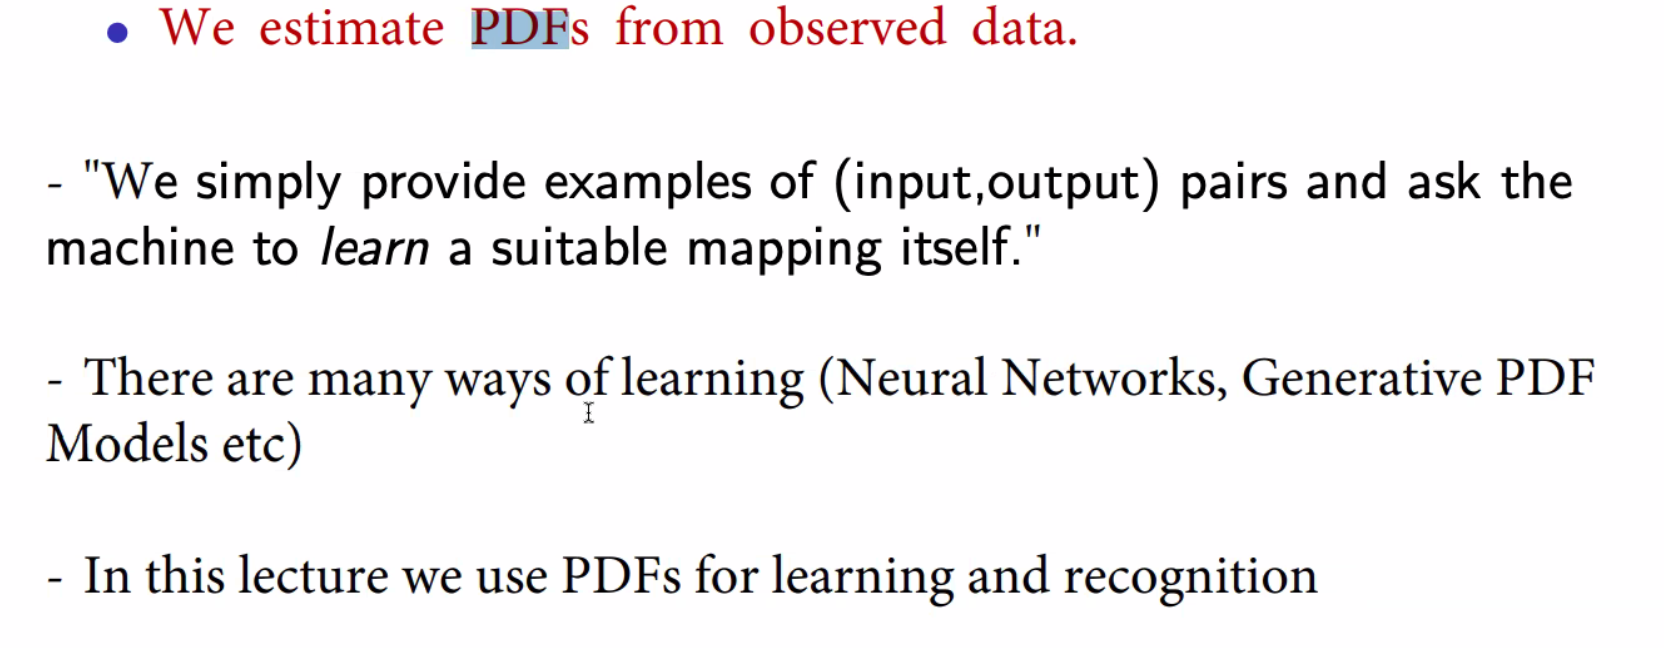 • We estimate PDFs from observed data.
- "We simply provide examples of (input,output) pairs and ask the
machine to learn a suitable mapping itself."
- There are many ways of learning (Neural Networks, Generative PDF
Models etc)
- In this lecture we use PDFs for learning and recognition